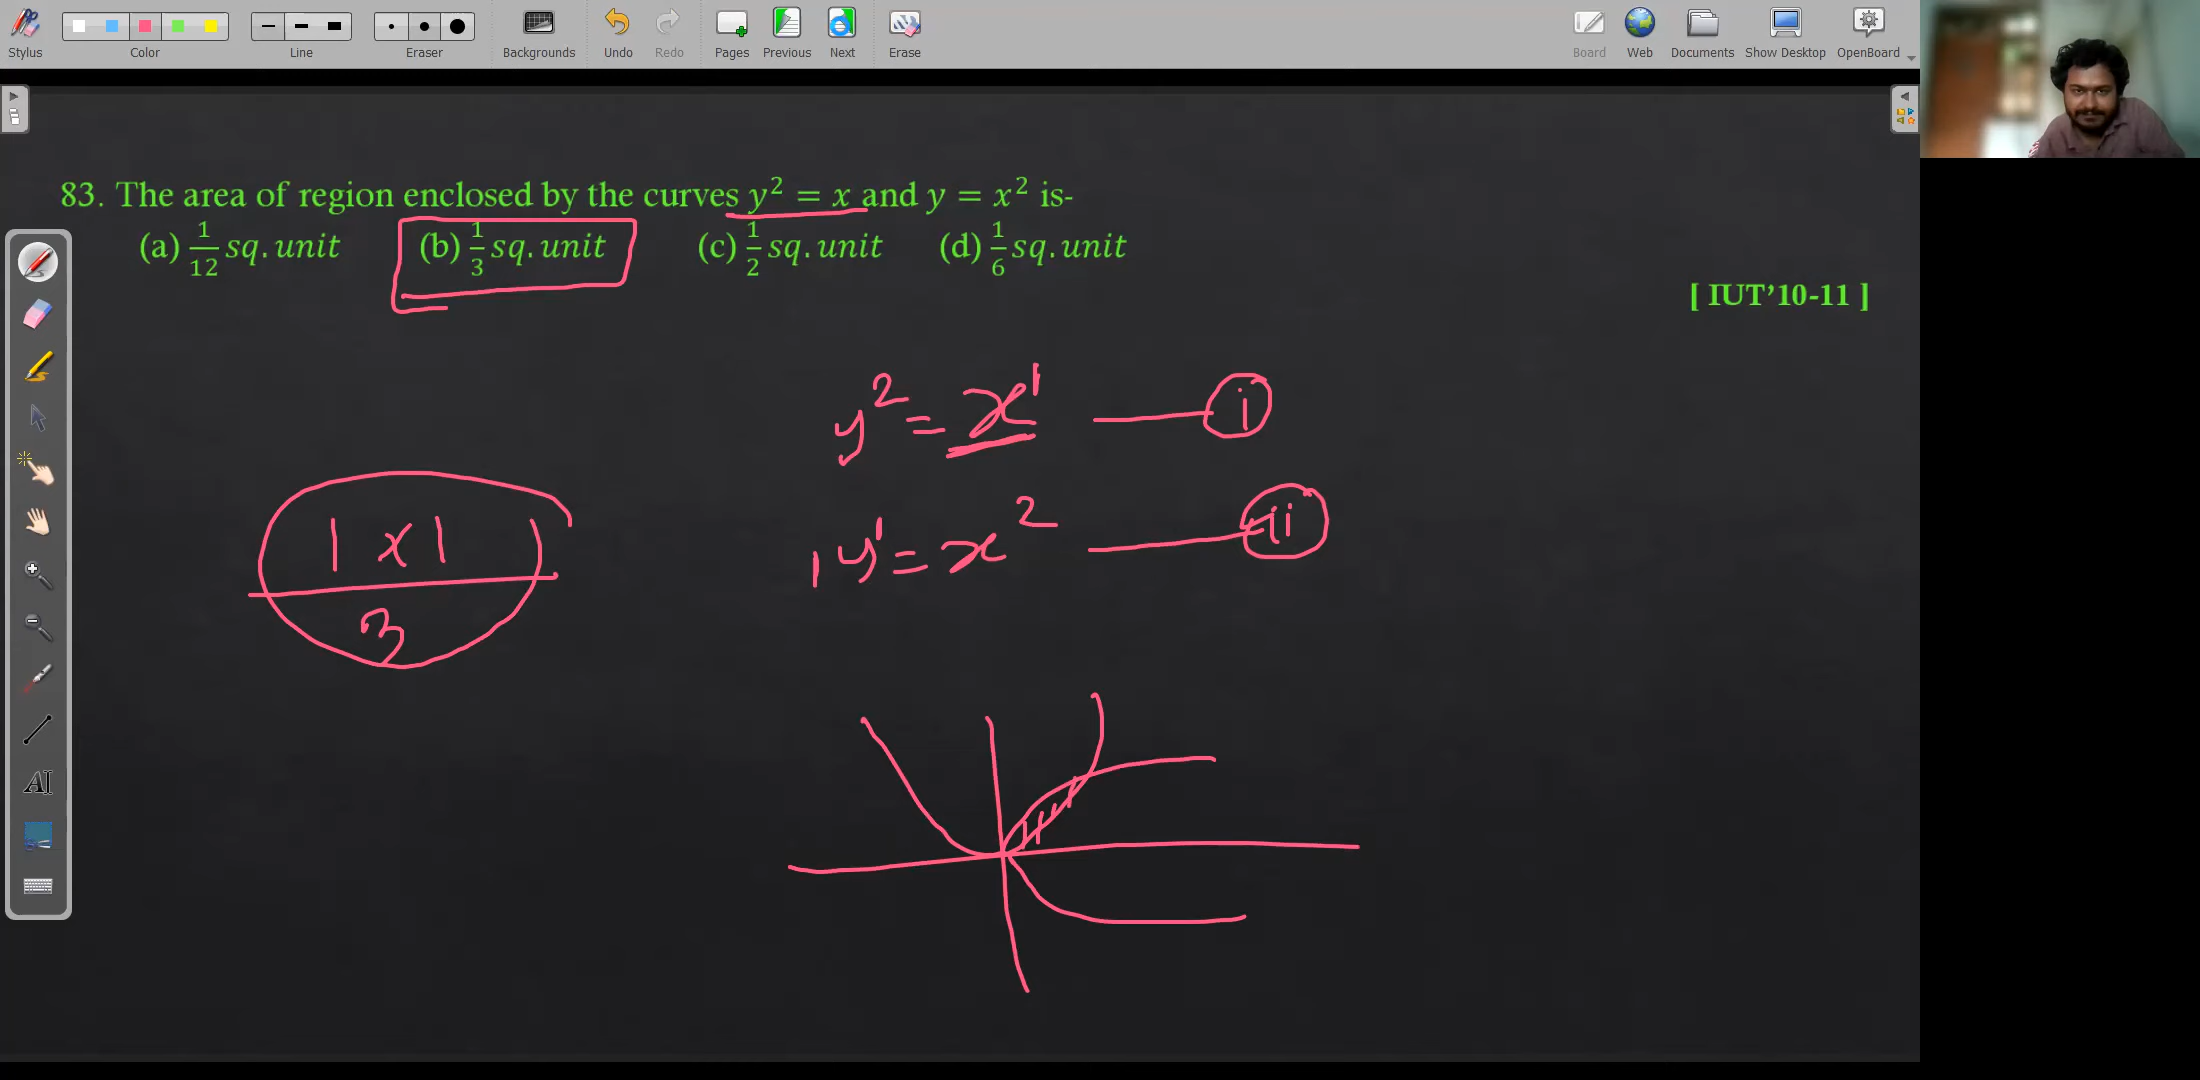 Stylus Color Line Eraser Backgrounds Undo Redo Pages Previous Next Erase Board Web Documents Show Desktop OpenBoard
83. The area of region enclosed by the curves y² = x and y = x² is-
(a) 1/12 sq. unit (b) 1/3 sq. unit (c) 1/2 sq. unit (d) 1/6 sq. unit
[ IUT’10-11 ]
y² = x¹ — i
1 y¹ = x² — ii
1 x 1
3
AI